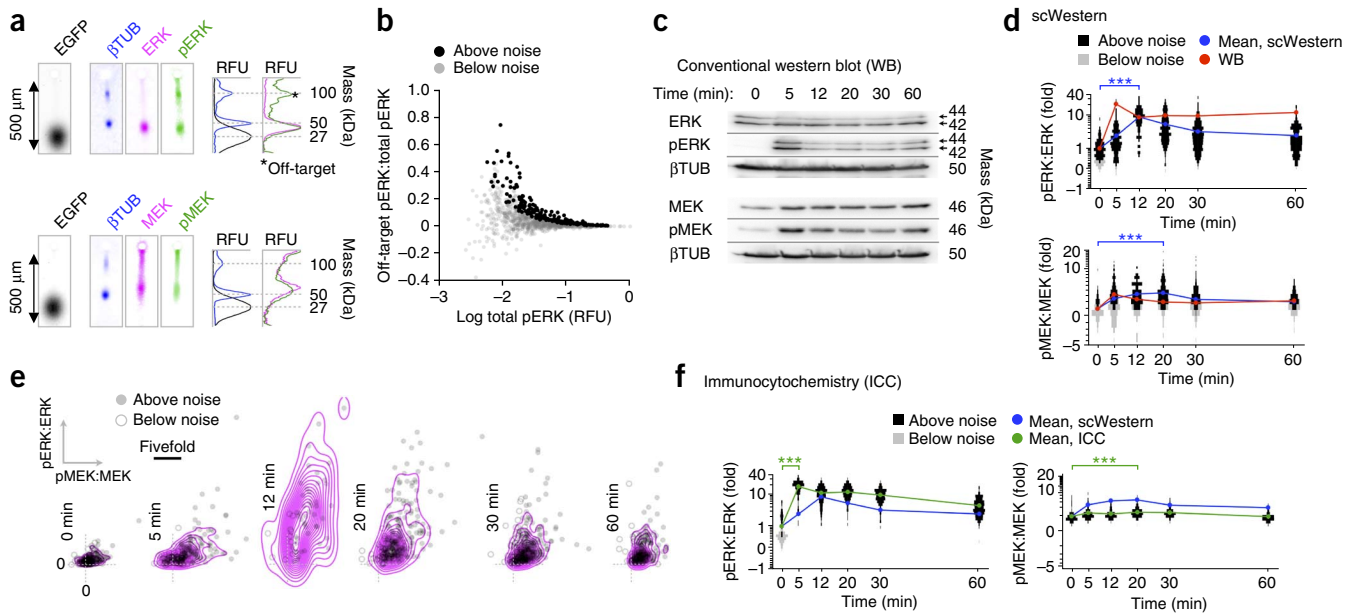 a
EGFP
βTUB
ERK
pERK
RFU
RFU
500 µm
100
50
27
Mass (kDa)
*
*Off-target
EGFP
βTUB
MEK
pMEK
RFU
RFU
500 µm
100
50
27
Mass (kDa)
b
Above noise
Below noise
Off-target pERK:total pERK
1.0
0.8
0.6
0.4
0.2
0
–0.2
–0.4
–3
–2
–1
0
Log total pERK (RFU)
c
Conventional western blot (WB)
Time (min): 0 5 12 20 30 60
ERK
44
42
pERK
44
42
βTUB
50
MEK
46
pMEK
46
βTUB
50
Mass (kDa)
d
scWestern
Above noise
Mean, scWestern
Below noise
WB
***
pERK:ERK (fold)
40
10
1
0
–1
0 5 12 20 30 60
Time (min)
***
pMEK:MEK (fold)
20
10
0
–5
0 5 12 20 30 60
Time (min)
e
Above noise
Below noise
pERK:ERK
pMEK:MEK
Fivefold
0 min
5 min
12 min
20 min
30 min
60 min
0
0
f
Immunocytochemistry (ICC)
Above noise
Mean, scWestern
Below noise
Mean, ICC
***
pERK:ERK (fold)
40
10
1
0
–1
0 5 12 20 30 60
Time (min)
***
pMEK:MEK (fold)
20
10
0
–5
0 5 12 20 30 60
Time (min)